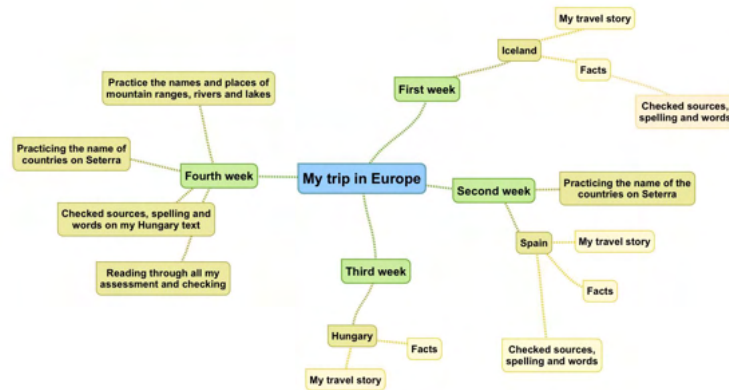 My trip in Europe
First week
Iceland
My travel story
Facts
Checked sources,
spelling and words
Second week
Practicing the name of the
countries on Seterra
Spain
My travel story
Facts
Checked sources,
spelling and words
Third week
Hungary
Facts
My travel story
Fourth week
Practice the names and places of
mountain ranges, rivers and lakes
Practicing the name of
countries on Seterra
Checked sources, spelling and
words on my Hungary text
Reading through all my
assessment and checking